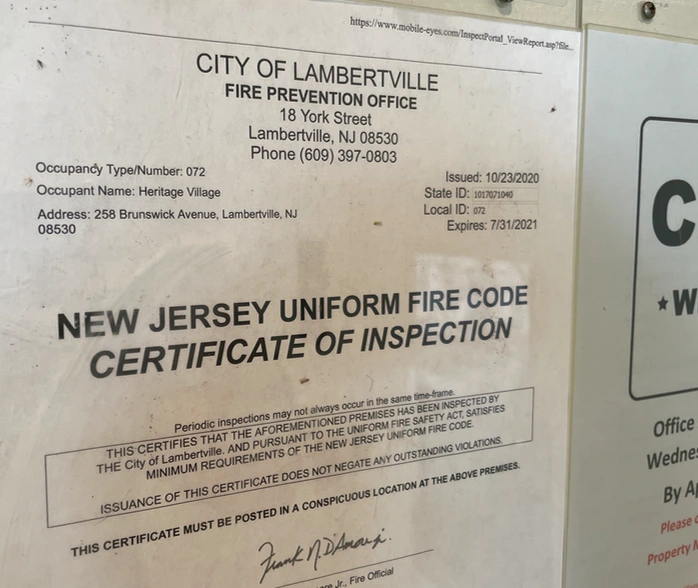 https://www.mobile-eyes.com/InspectPortal_ViewReport.asp?file...
CITY OF LAMBERTVILLE
FIRE PREVENTION OFFICE
18 York Street
Lambertville, NJ 08530
Phone (609) 397-0803
Occupancy Type/Number: 072
Occupant Name: Heritage Village
Address: 258 Brunswick Avenue, Lambertville, NJ
08530
Issued: 10/23/2020
State ID: 1017071040
Local ID: 072
Expires: 7/31/2021
NEW JERSEY UNIFORM FIRE CODE
CERTIFICATE OF INSPECTION
Periodic inspections may not always occur in the same time-frame.
THIS CERTIFIES THAT THE AFOREMENTIONED PREMISES HAS BEEN INSPECTED BY
THE City of Lambertville. AND PURSUANT TO THE UNIFORM FIRE SAFETY ACT, SATISFIES
MINIMUM REQUIREMENTS OF THE NEW JERSEY UNIFORM FIRE CODE.
ISSUANCE OF THIS CERTIFICATE DOES NOT NEGATE ANY OUTSTANDING VIOLATIONS.
THIS CERTIFICATE MUST BE POSTED IN A CONSPICUOUS LOCATION AT THE ABOVE PREMISES.
Jr., Fire Official
C
★W
Office
Wednes
By Ap
Please
Property